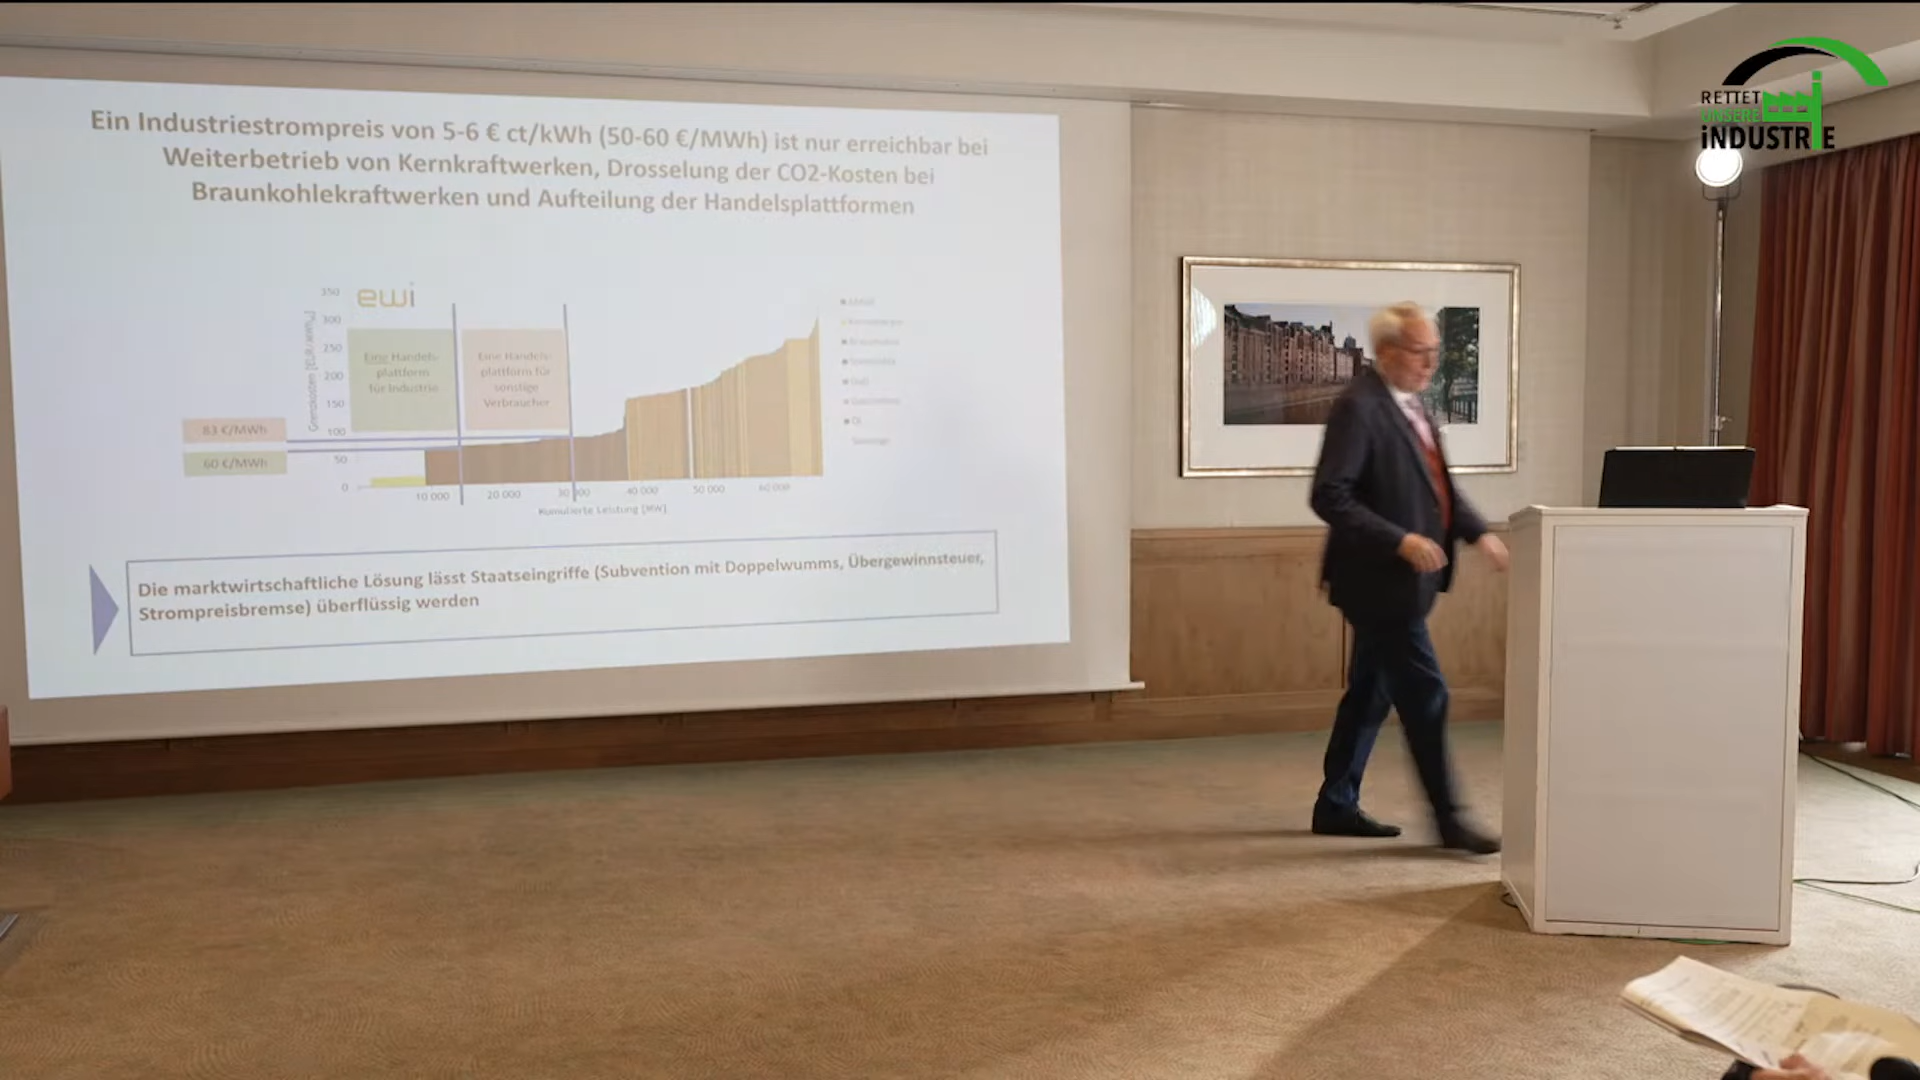 RETTET
UNSERE
iNDUSTRiE
Ein Industriestrompreis von 5-6 € ct/kWh (50-60 €/MWh) ist nur erreichbar bei
Weiterbetrieb von Kernkraftwerken, Drosselung der CO2-Kosten bei
Braunkohlekraftwerken und Aufteilung der Handelsplattformen
ewi
350
300
250
200
150
100
50
0
Grenzkosten
Eine Handels-
plattform
für Industrie
Eine Handels-
plattform für
sonstige
Verbraucher
83 €/MWh
60 €/MWh
10 000
20 000
40 000
50 000
60 000
Kumulierte Leistung [MW]
Die marktwirtschaftliche Lösung lässt Staatseingriffe (Subvention mit Doppelwumms, Übergewinnsteuer,
Strompreisbremse) überflüssig werden